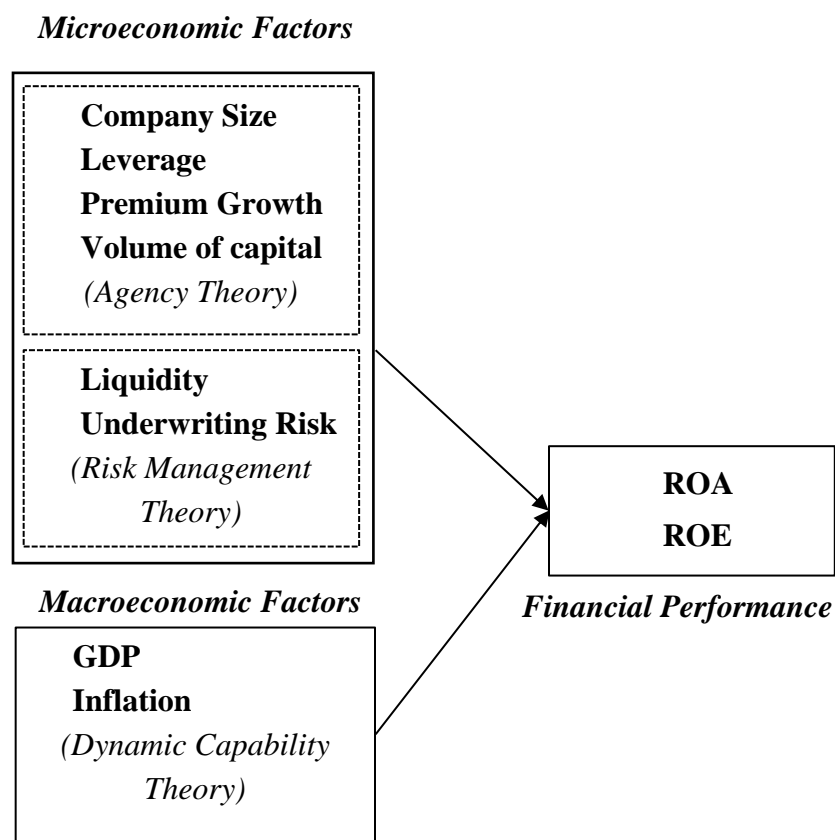 Microeconomic Factors
Company Size
Leverage
Premium Growth
Volume of capital
(Agency Theory)
Liquidity
Underwriting Risk
(Risk Management
Theory)
Macroeconomic Factors
GDP
Inflation
(Dynamic Capability
Theory)
ROA
ROE
Financial Performance